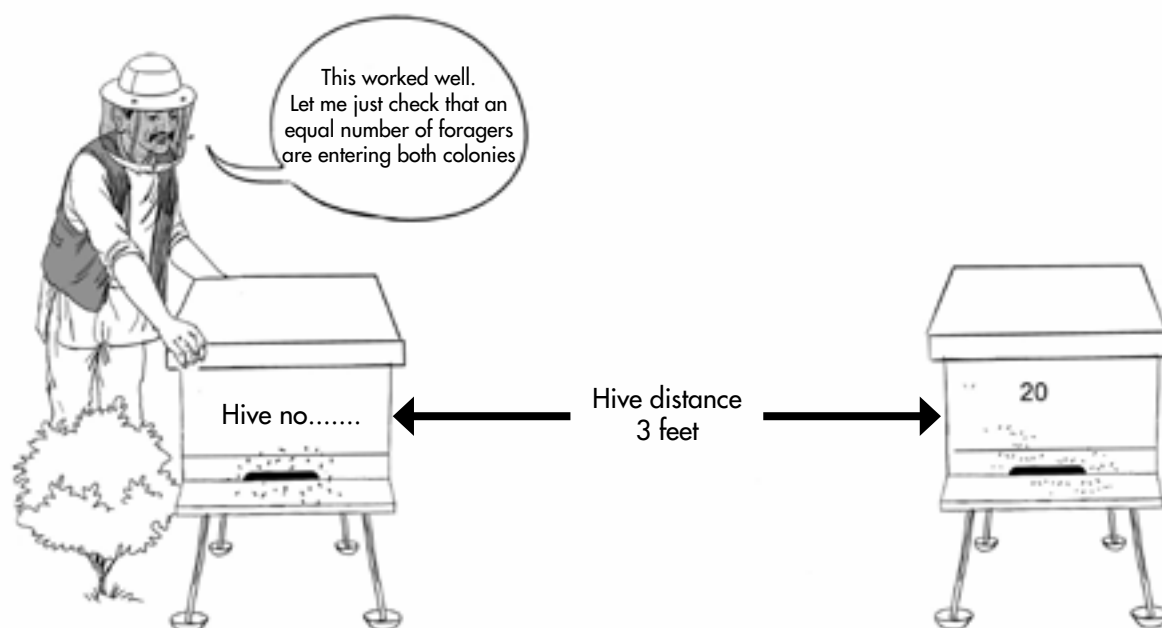 This worked well.
Let me just check that an
equal number of foragers
are entering both colonies
Hive no.......
Hive distance
3 feet
20